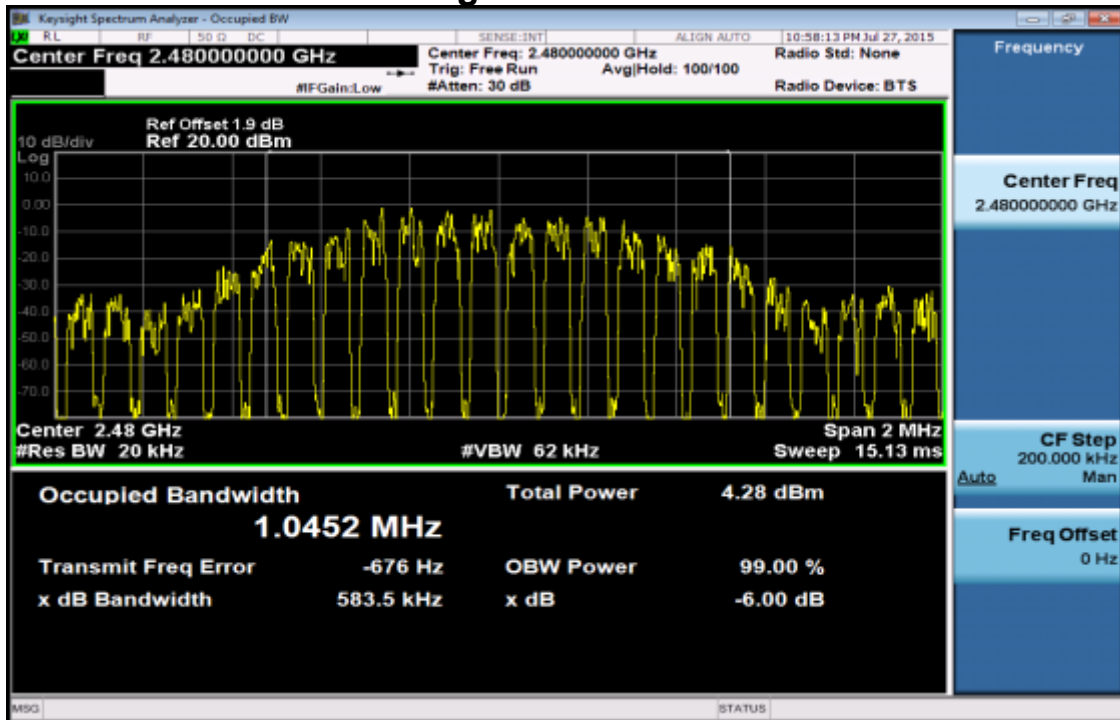 Keysight Spectrum Analyzer - Occupied BW
RL RF 50 Ω DC SENSE:INT ALIGN AUTO 10:58:13 PM Jul 27, 2015
Center Freq 2.480000000 GHz
Center Freq: 2.480000000 GHz
Radio Std: None
Trig: Free Run Avg|Hold: 100/100
#IFGain:Low
#Atten: 30 dB
Radio Device: BTS
Ref Offset 1.9 dB
10 dB/div Ref 20.00 dBm
Log
10.0
0.00
-10.0
-20.0
-30.0
-40.0
-50.0
-60.0
-70.0
Center 2.48 GHz Span 2 MHz
#Res BW 20 kHz #VBW 62 kHz Sweep 15.13 ms
Occupied Bandwidth Total Power 4.28 dBm
1.0452 MHz
Transmit Freq Error -676 Hz OBW Power 99.00 %
x dB Bandwidth 583.5 kHz x dB -6.00 dB
MSG STATUS
Frequency
Center Freq
2.480000000 GHz
CF Step
200.000 kHz
Auto Man
Freq Offset
0 Hz